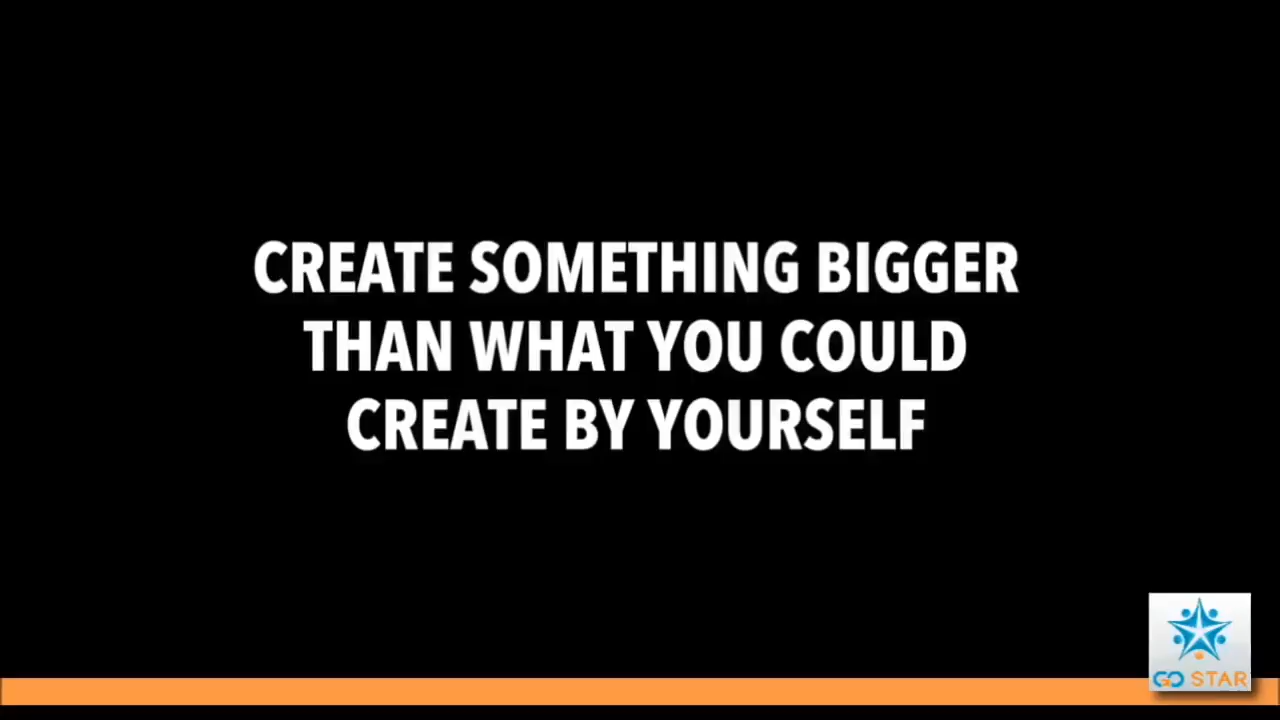 CREATE SOMETHING BIGGER
THAN WHAT YOU COULD
CREATE BY YOURSELF
GO STAR